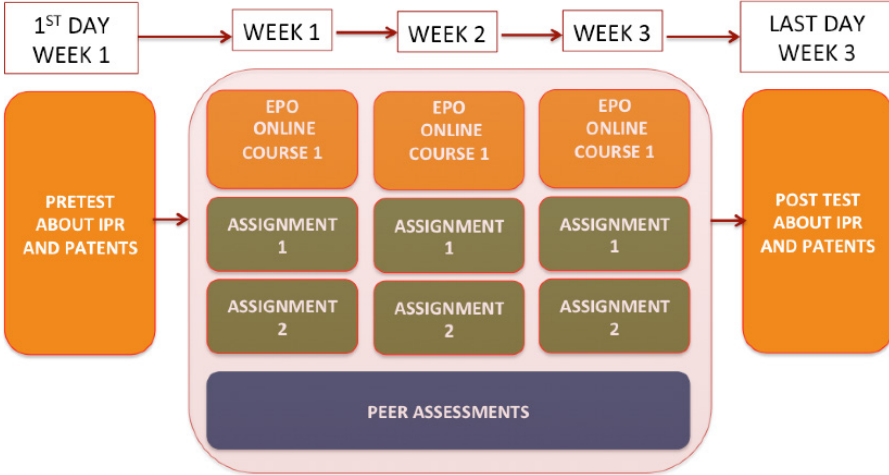 1ST DAY
WEEK 1
WEEK 1
WEEK 2
WEEK 3
LAST DAY
WEEK 3
PRETEST
ABOUT IPR
AND PATENTS
EPO
ONLINE
COURSE 1
EPO
ONLINE
COURSE 1
EPO
ONLINE
COURSE 1
ASSIGNMENT
1
ASSIGNMENT
1
ASSIGNMENT
1
ASSIGNMENT
2
ASSIGNMENT
2
ASSIGNMENT
2
PEER ASSESSMENTS
POST TEST
ABOUT IPR
AND PATENTS